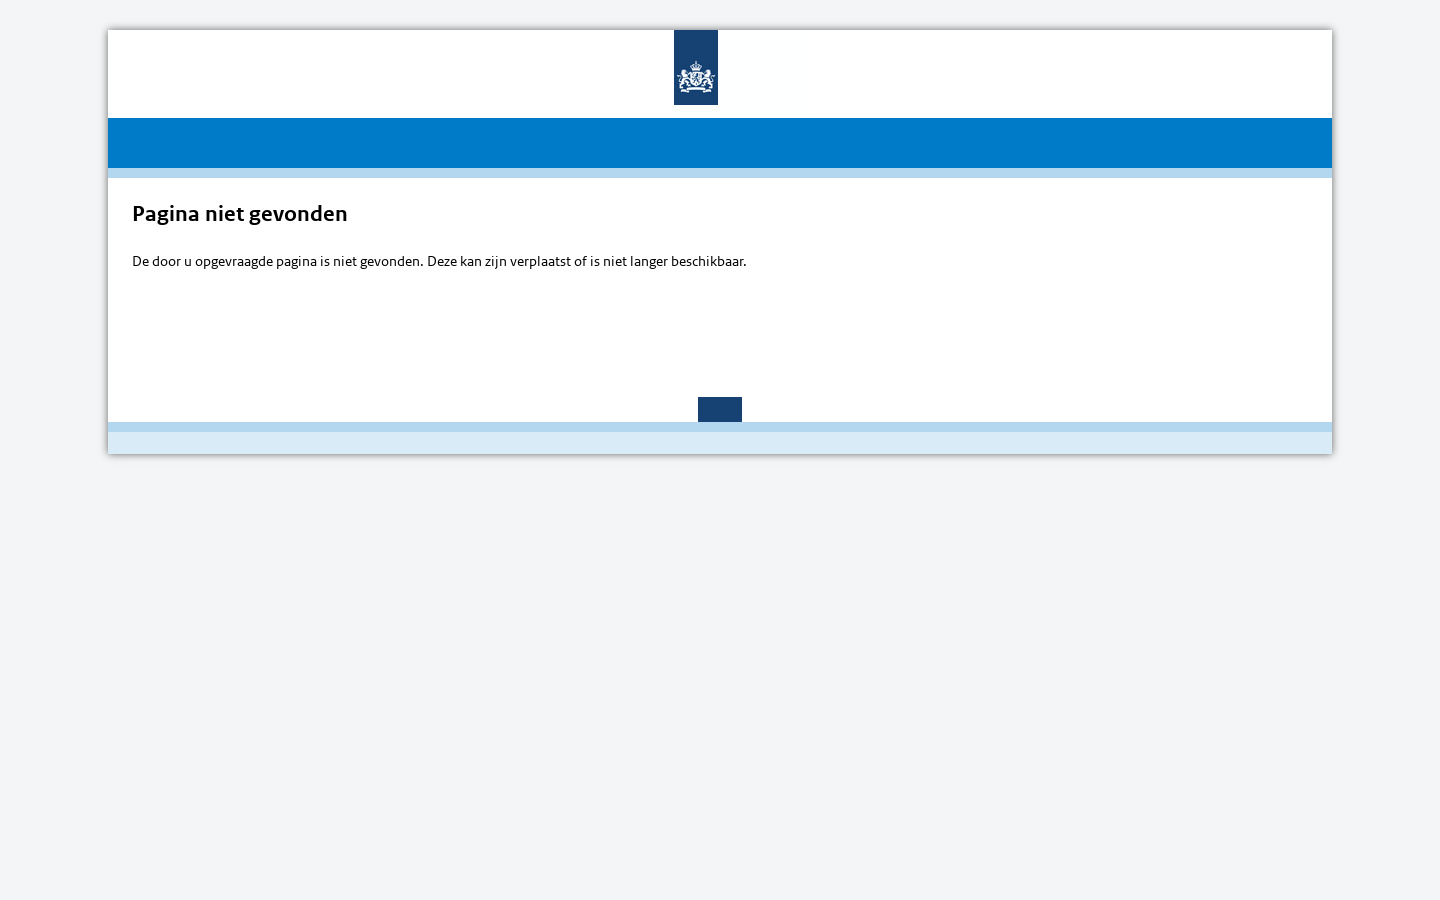 Pagina niet gevonden
De door u opgevraagde pagina is niet gevonden. Deze kan zijn verplaatst of is niet langer beschikbaar.